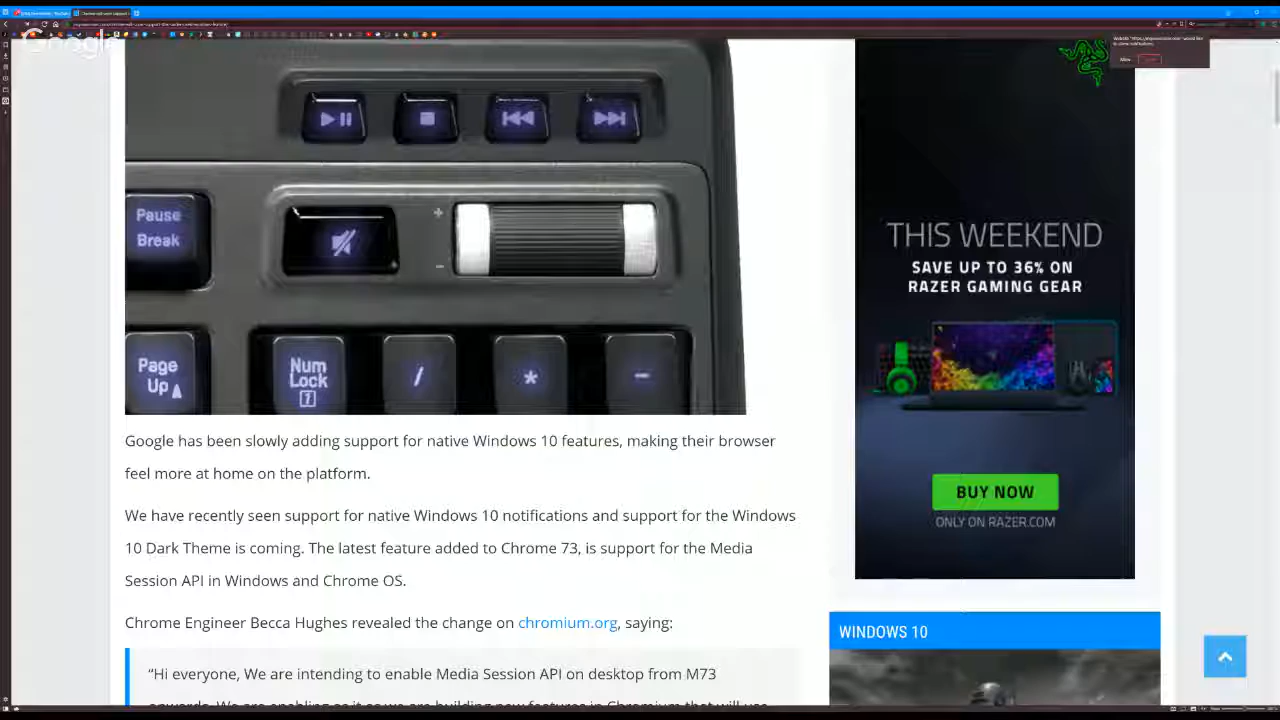 Google
Allow
Pause
Break
+
-
Page
Up
Num
Lock
/
*
-
THIS WEEKEND
SAVE UP TO 36% ON
RAZER GAMING GEAR
BUY NOW
ONLY ON RAZER.COM
Google has been slowly adding support for native Windows 10 features, making their browser
feel more at home on the platform.
We have recently seen support for native Windows 10 notifications and support for the Windows
10 Dark Theme is coming. The latest feature added to Chrome 73, is support for the Media
Session API in Windows and Chrome OS.
Chrome Engineer Becca Hughes revealed the change on chromium.org, saying:
“Hi everyone, We are intending to enable Media Session API on desktop from M73
WINDOWS 10